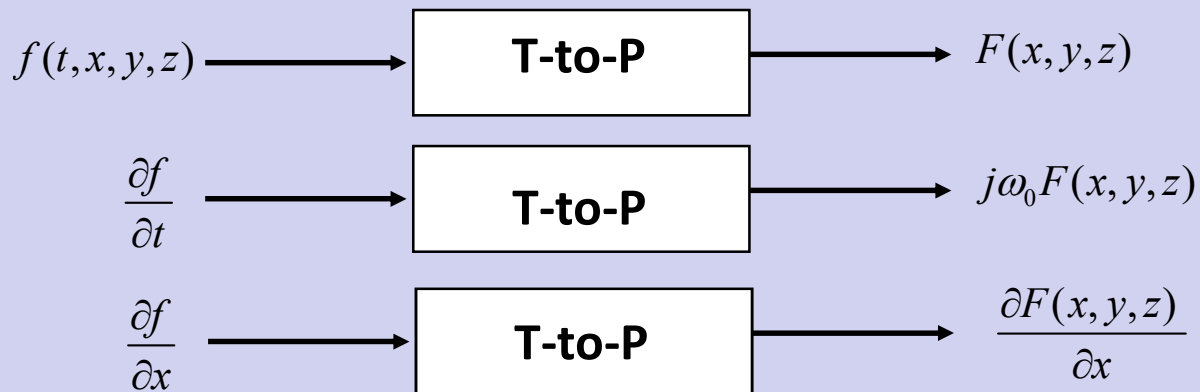 f(t,x,y,z) T-to-P F(x,y,z)
∂f/∂t T-to-P jω₀F(x,y,z)
∂f/∂x T-to-P ∂F(x,y,z)/∂x